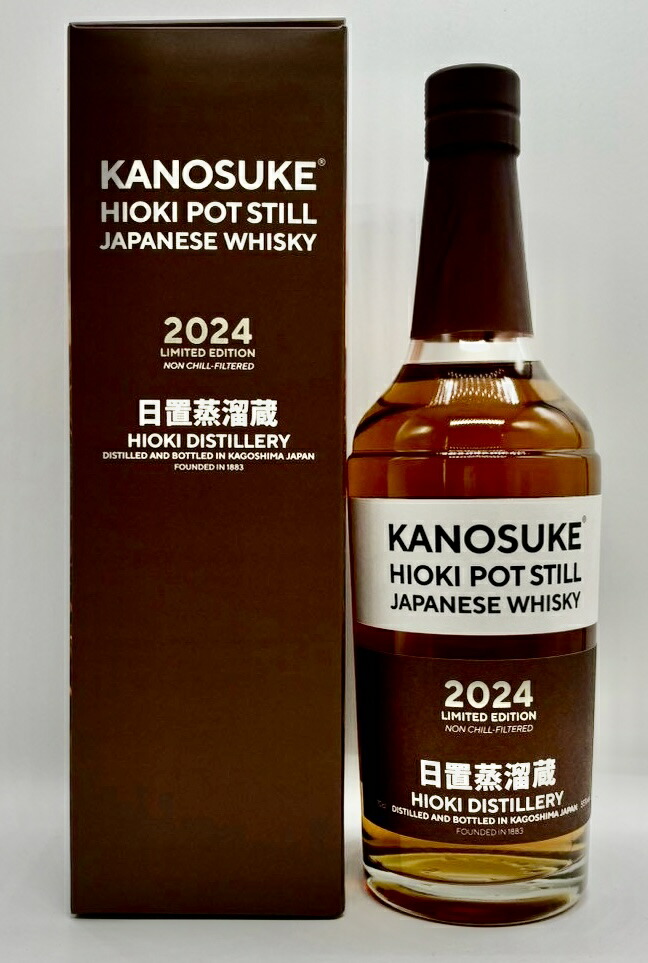 KANOSUKE®
HIOKI POT STILL
JAPANESE WHISKY
2024
LIMITED EDITION
NON CHILL-FILTERED
日置蒸溜蔵
HIOKI DISTILLERY
DISTILLED AND BOTTLED IN KAGOSHIMA JAPAN
FOUNDED IN 1883
KANOSUKE®
HIOKI POT STILL
JAPANESE WHISKY
2024
LIMITED EDITION
NON CHILL-FILTERED
日置蒸溜蔵
HIOKI DISTILLERY
DISTILLED AND BOTTLED IN KAGOSHIMA JAPAN
FOUNDED IN 1883